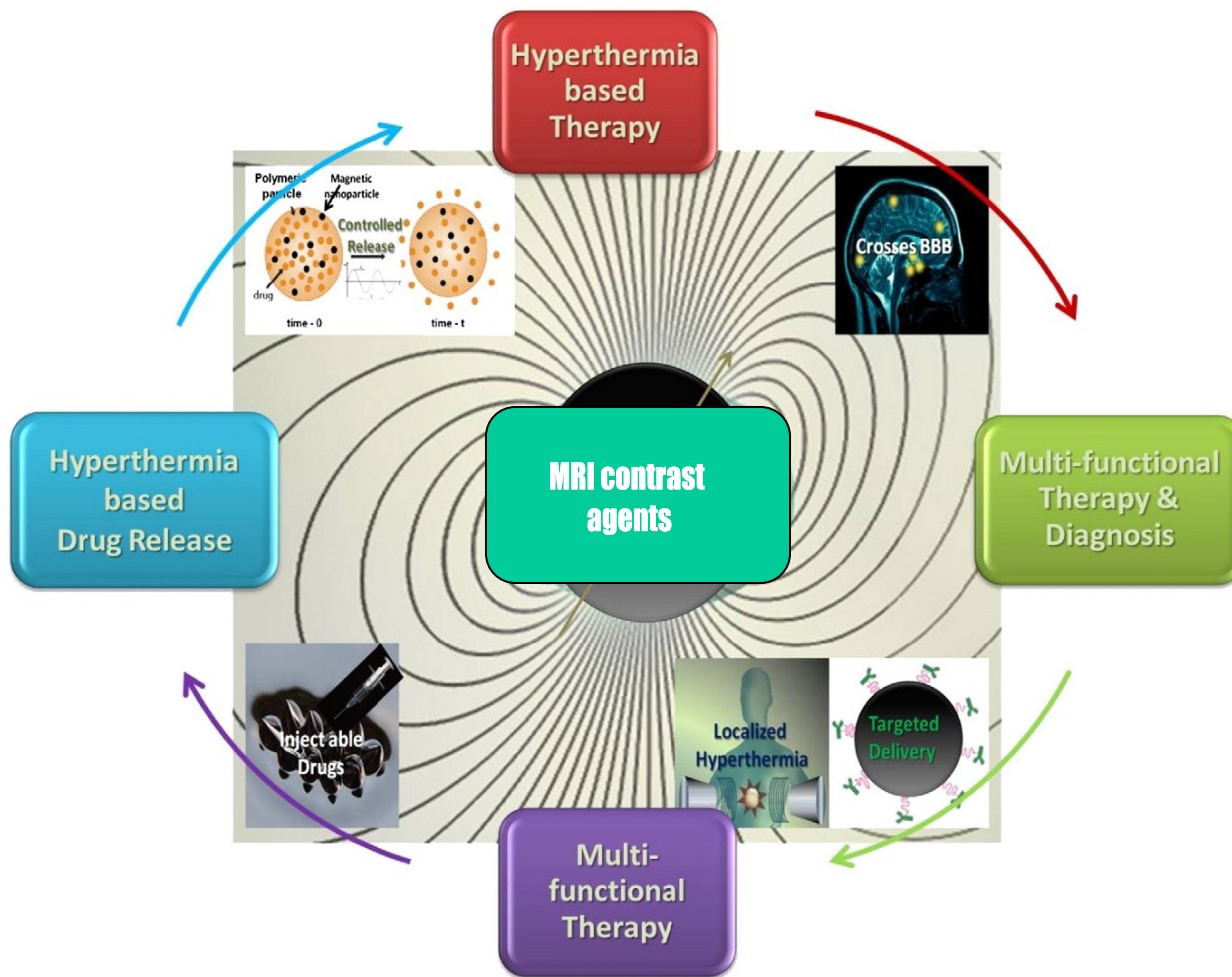 Hyperthermia
based
Therapy
Polymeric
particle
Magnetic
nanoparticle
Controlled
Release
drug
time - 0
time - t
Crosses BBB
Hyperthermia
based
Drug Release
MRI contrast
agents
Multi-functional
Therapy &
Diagnosis
Inject able
Drugs
Localized
Hyperthermia
Targeted
Delivery
Multi-
functional
Therapy